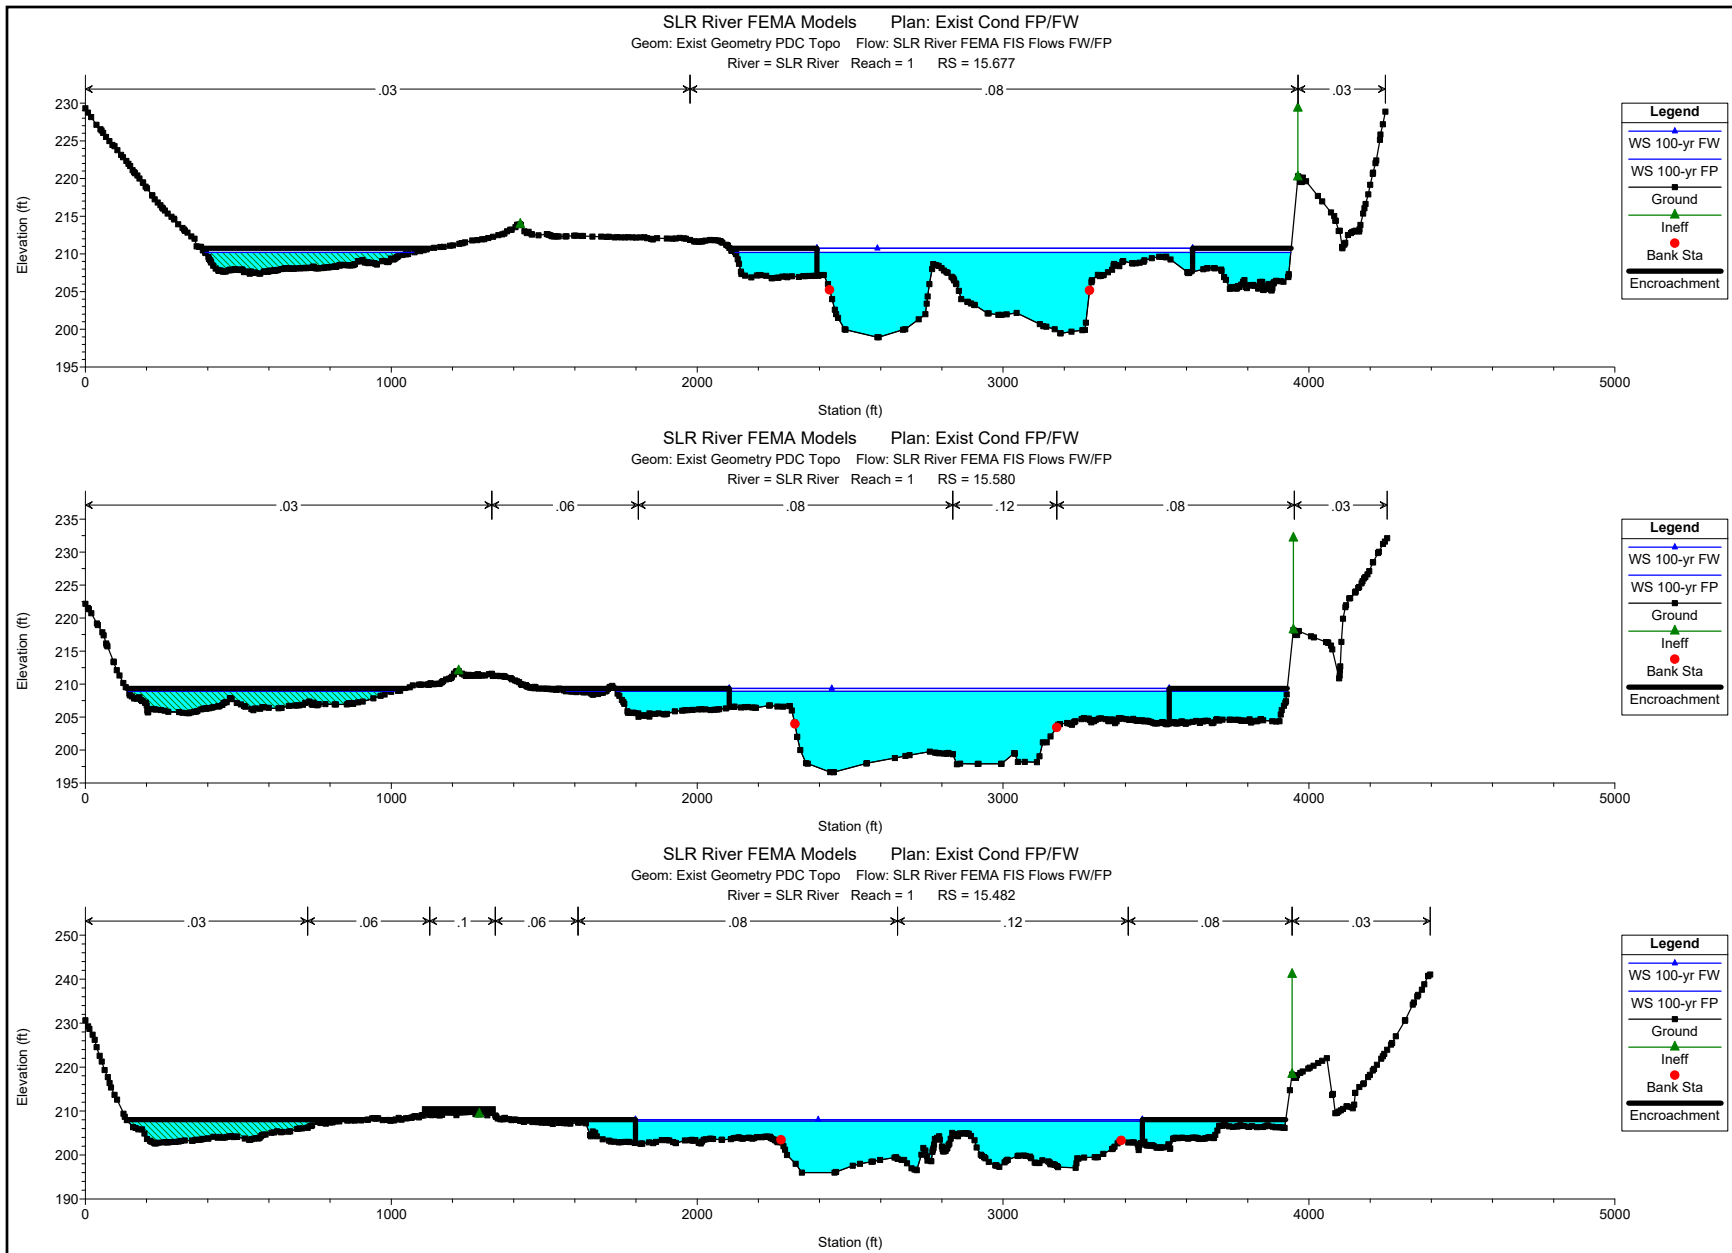 SLR River FEMA Models Plan: Exist Cond FP/FW
Geom: Exist Geometry PDC Topo Flow: SLR River FEMA FIS Flows FW/FP
River = SLR River Reach = 1 RS = 15.677
.03 .08 .03
230
225
220
215
210
205
200
195
Elevation (ft)
0 1000 2000 3000 4000 5000
Station (ft)
Legend
WS 100-yr FW
WS 100-yr FP
Ground
Ineff
Bank Sta
Encroachment
SLR River FEMA Models Plan: Exist Cond FP/FW
Geom: Exist Geometry PDC Topo Flow: SLR River FEMA FIS Flows FW/FP
River = SLR River Reach = 1 RS = 15.580
.03 .06 .08 .12 .08 .03
235
230
225
220
215
210
205
200
195
Elevation (ft)
0 1000 2000 3000 4000 5000
Station (ft)
Legend
WS 100-yr FW
WS 100-yr FP
Ground
Ineff
Bank Sta
Encroachment
SLR River FEMA Models Plan: Exist Cond FP/FW
Geom: Exist Geometry PDC Topo Flow: SLR River FEMA FIS Flows FW/FP
River = SLR River Reach = 1 RS = 15.482
.03 .06 .1 .06 .08 .12 .08 .03
250
240
230
220
210
200
190
Elevation (ft)
0 1000 2000 3000 4000 5000
Station (ft)
Legend
WS 100-yr FW
WS 100-yr FP
Ground
Ineff
Bank Sta
Encroachment